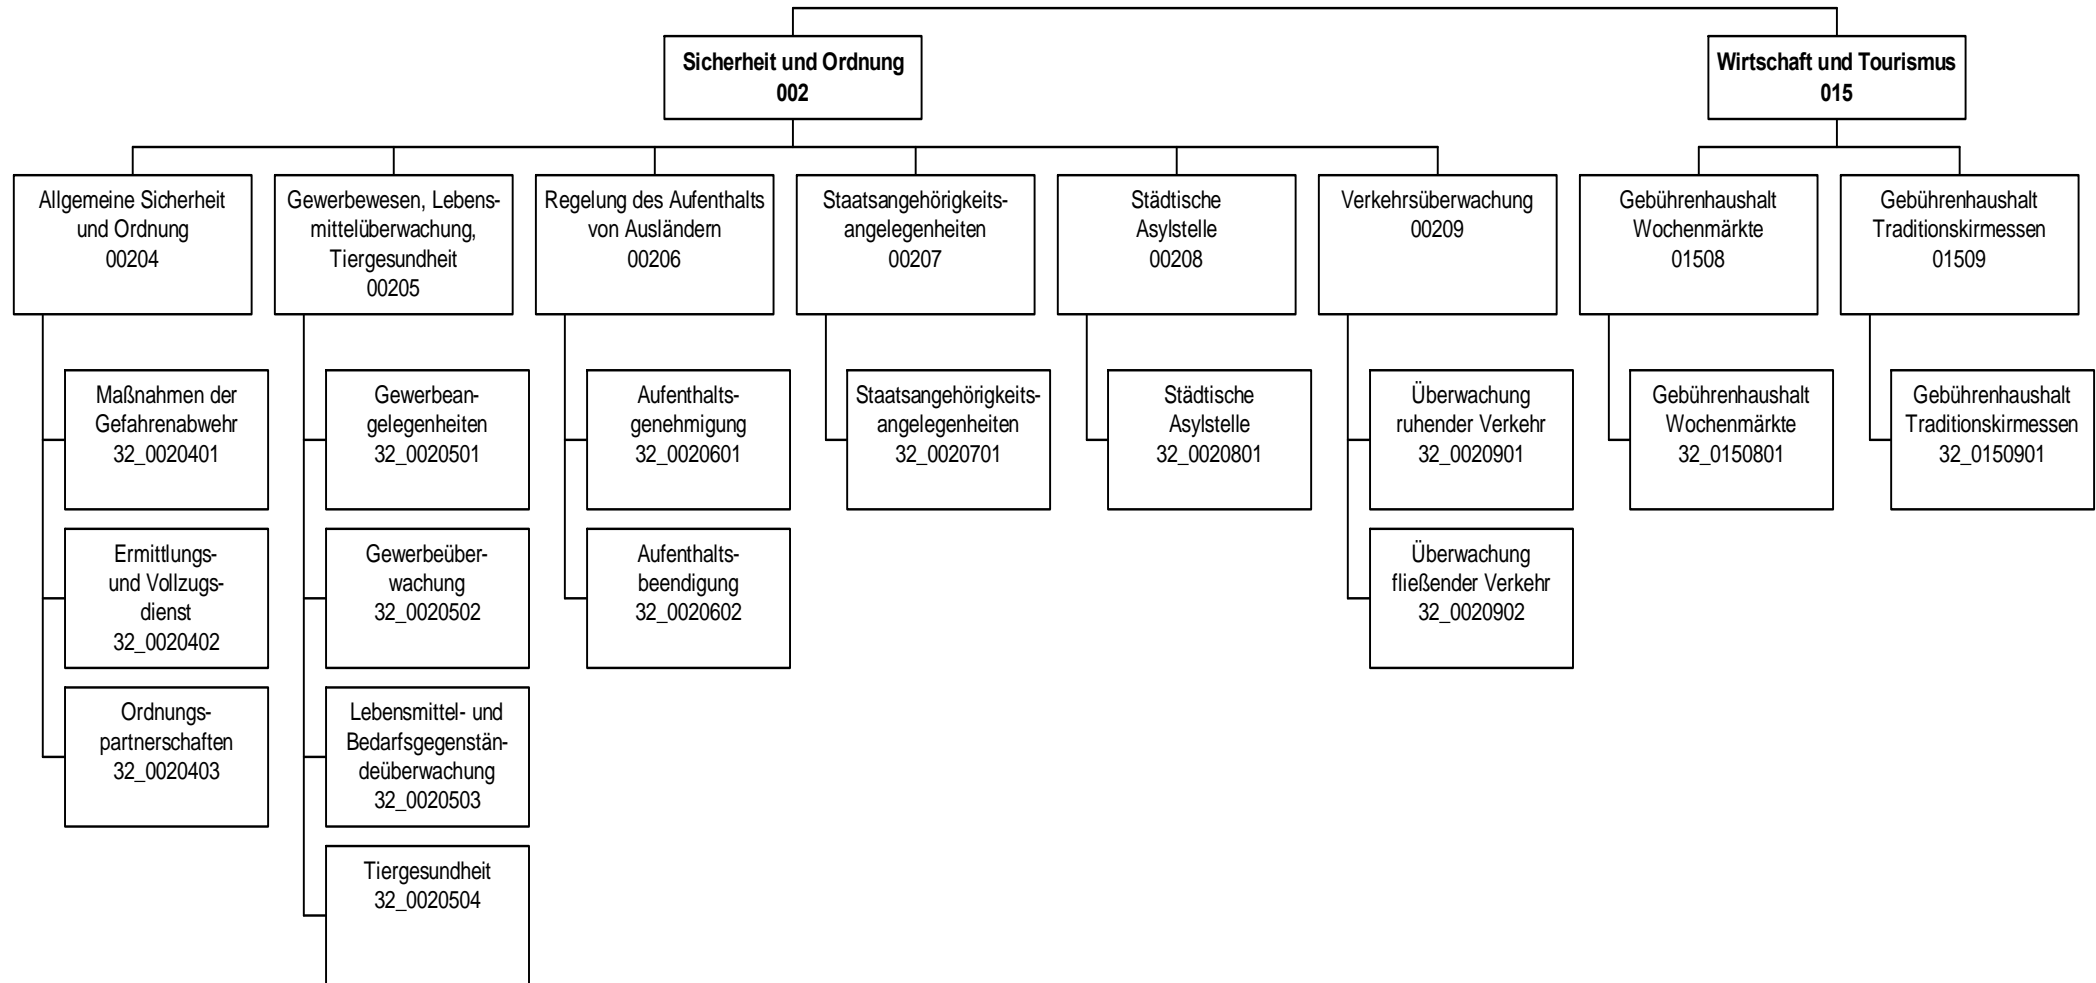 Sicherheit und Ordnung
002
Wirtschaft und Tourismus
015
Allgemeine Sicherheit
und Ordnung
00204
Gewerbewesen, Lebens-
mittelüberwachung,
Tiergesundheit
00205
Regelung des Aufenthalts
von Ausländern
00206
Staatsangehörigkeits-
angelegenheiten
00207
Städtische
Asylstelle
00208
Verkehrsüberwachung
00209
Gebührenhaushalt
Wochenmärkte
01508
Gebührenhaushalt
Traditionskirmessen
01509
Maßnahmen der
Gefahrenabwehr
32_0020401
Gewerbean-
gelegenheiten
32_0020501
Aufenthalts-
genehmigung
32_0020601
Staatsangehörigkeits-
angelegenheiten
32_0020701
Städtische
Asylstelle
32_0020801
Überwachung
ruhender Verkehr
32_0020901
Gebührenhaushalt
Wochenmärkte
32_0150801
Gebührenhaushalt
Traditionskirmessen
32_0150901
Ermittlungs-
und Vollzugs-
dienst
32_0020402
Gewerbeüber-
wachung
32_0020502
Aufenthalts-
beendigung
32_0020602
Überwachung
fließender Verkehr
32_0020902
Ordnungs-
partnerschaften
32_0020403
Lebensmittel- und
Bedarfsgegenstän-
deüberwachung
32_0020503
Tiergesundheit
32_0020504